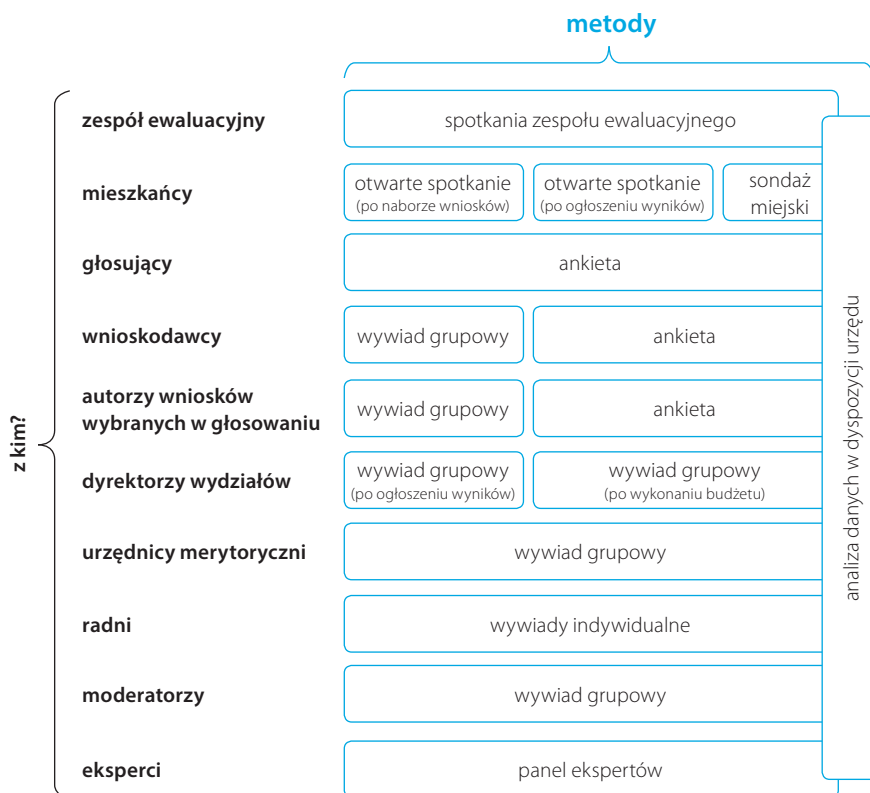 metody
z kim?
zespół ewaluacyjny
spotkania zespołu ewaluacyjnego
mieszkańcy
otwarte spotkanie
(po naborze wniosków)
otwarte spotkanie
(po ogłoszeniu wyników)
sondaż
miejski
głosujący
ankieta
wnioskodawcy
wywiad grupowy
ankieta
autorzy wniosków
wybranych w głosowaniu
wywiad grupowy
ankieta
dyrektorzy wydziałów
wywiad grupowy
(po ogłoszeniu wyników)
wywiad grupowy
(po wykonaniu budżetu)
urzędnicy merytoryczni
wywiad grupowy
radni
wywiady indywidualne
moderatorzy
wywiad grupowy
eksperci
panel ekspertów
analiza danych w dyspozycji urzędu